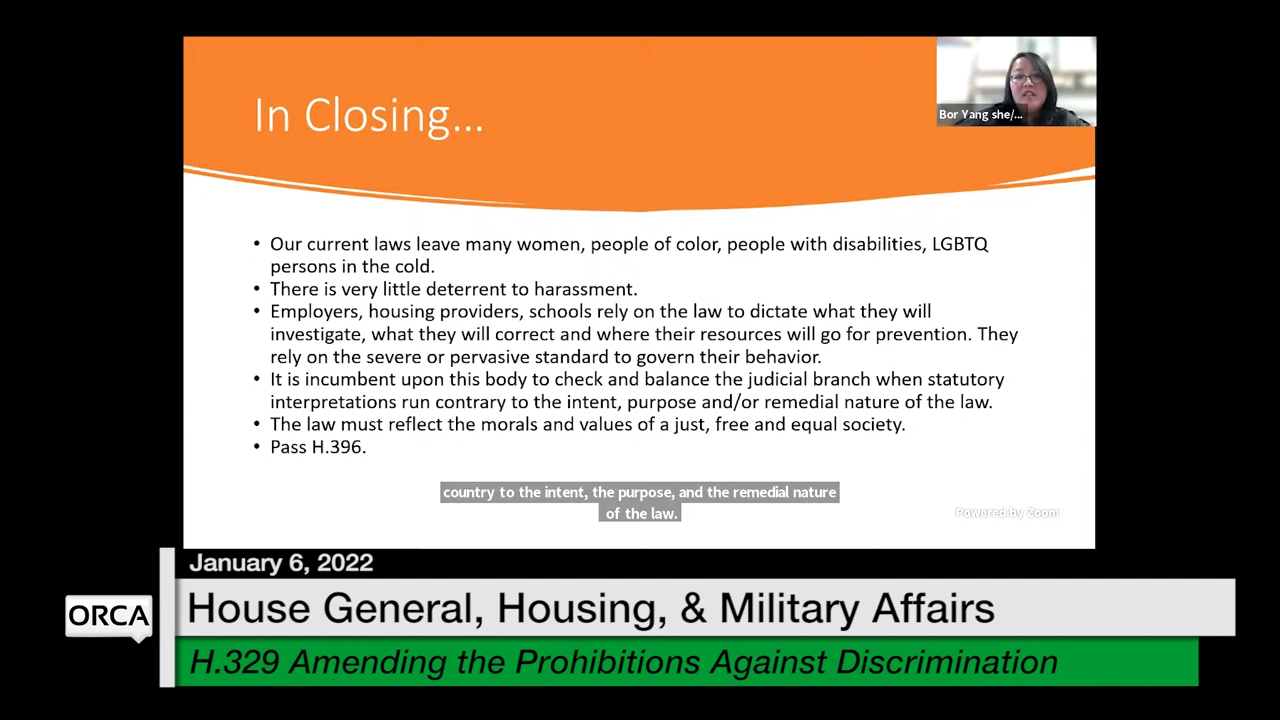 In Closing...
Bor Yang she/...
• Our current laws leave many women, people of color, people with disabilities, LGBTQ
persons in the cold.
• There is very little deterrent to harassment.
• Employers, housing providers, schools rely on the law to dictate what they will
investigate, what they will correct and where their resources will go for prevention. They
rely on the severe or pervasive standard to govern their behavior.
• It is incumbent upon this body to check and balance the judicial branch when statutory
interpretations run contrary to the intent, purpose and/or remedial nature of the law.
• The law must reflect the morals and values of a just, free and equal society.
• Pass H.396.
country to the intent, the purpose, and the remedial nature
of the law.
Powered by Zoom
January 6, 2022
ORCA
House General, Housing, & Military Affairs
H.329 Amending the Prohibitions Against Discrimination